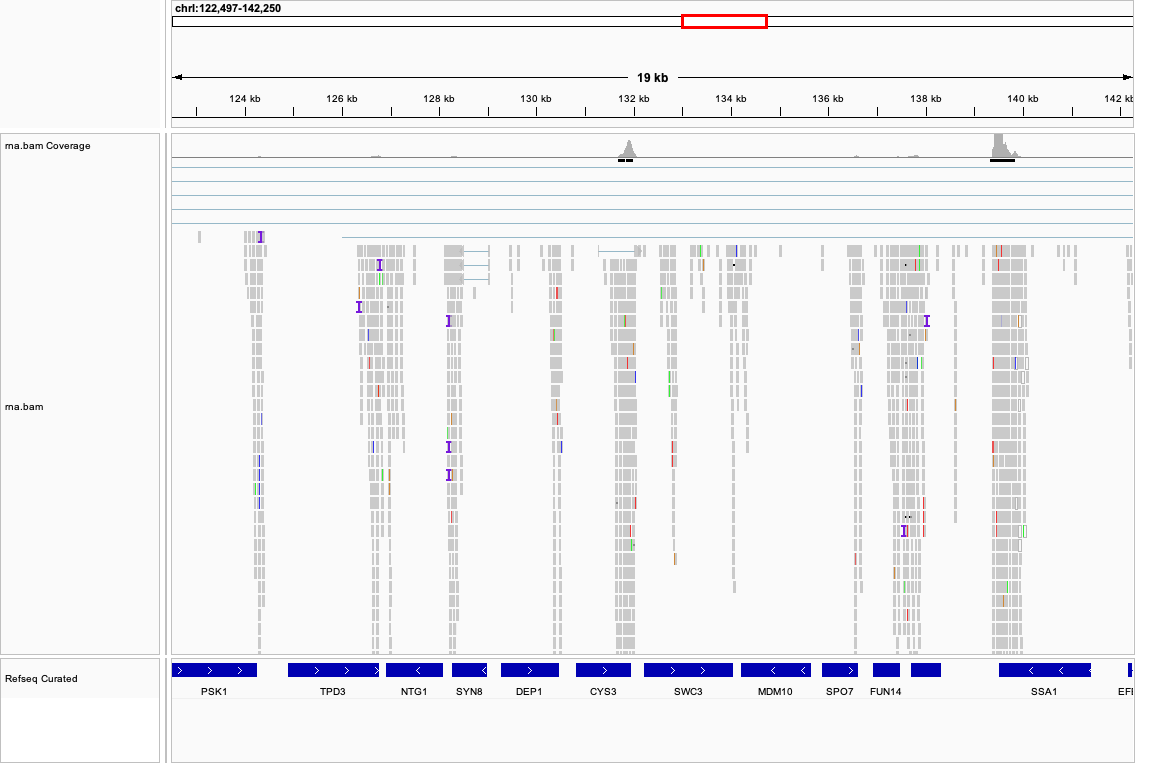 chrI:122,497-142,250
19 kb
124 kb 126 kb 128 kb 130 kb 132 kb 134 kb 136 kb 138 kb 140 kb 142 kb
rna.bam Coverage
rna.bam
Refseq Curated
PSK1 TPD3 NTG1 SYN8 DEP1 CYS3 SWC3 MDM10 SPO7 FUN14 SSA1 EFI